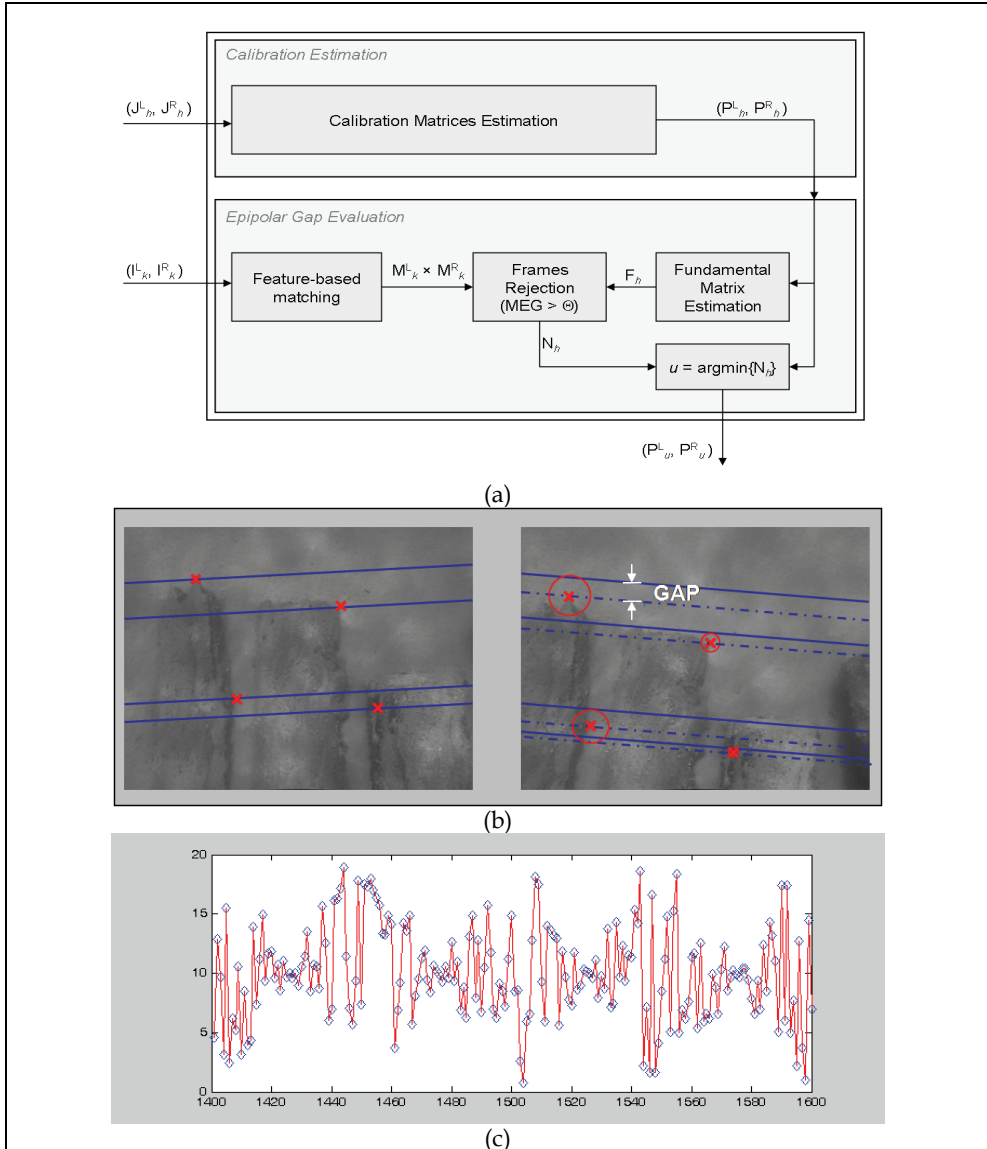 Calibration Estimation
(J^L_h, J^R_h)
Calibration Matrices Estimation
(P^L_h, P^R_h)
Epipolar Gap Evaluation
(I^L_k, I^R_k)
Feature-based
matching
M^L_k × M^R_k
Frames
Rejection
(MEG > Θ)
F_h
Fundamental
Matrix
Estimation
N_h
u = argmin{N_h}
(P^L_u, P^R_u)
(a)
GAP
(b)
20
15
10
5
0
1400 1420 1440 1460 1480 1500 1520 1540 1560 1580 1600
(c)